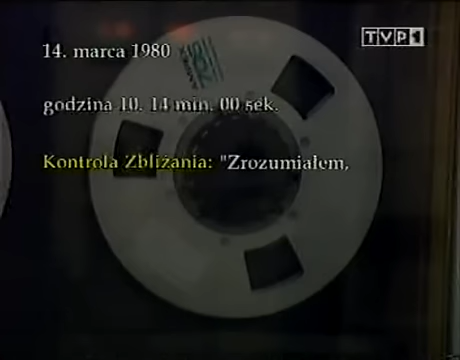 14. marca 1980
TVP1
godzina 10. 14 min. 00 sek.
Kontrola Zbliżania: "Zrozumiałem,